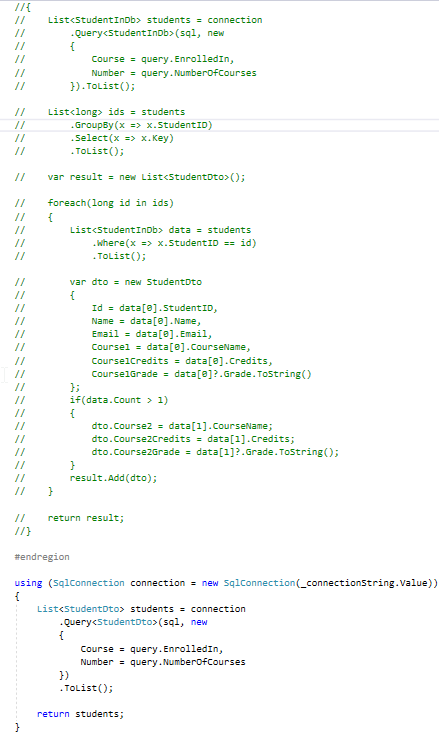 //{
//    List<StudentInDb> students = connection
//        .Query<StudentInDb>(sql, new
//        {
//            Course = query.EnrolledIn,
//            Number = query.NumberOfCourses
//        }).ToList();
//    List<long> ids = students
//        .GroupBy(x => x.StudentID)
//        .Select(x => x.Key)
//        .ToList();
//    var result = new List<StudentDto>();
//    foreach(long id in ids)
//    {
//        List<StudentInDb> data = students
//            .Where(x => x.StudentID == id)
//            .ToList();
//        var dto = new StudentDto
//        {
//            Id = data[0].StudentID,
//            Name = data[0].Name,
//            Email = data[0].Email,
//            Course1 = data[0].CourseName,
//            Course1Credits = data[0].Credits,
//            Course1Grade = data[0]?.Grade.ToString()
//        };
//        if(data.Count > 1)
//        {
//            dto.Course2 = data[1].CourseName;
//            dto.Course2Credits = data[1].Credits;
//            dto.Course2Grade = data[1]?.Grade.ToString();
//        }
//        result.Add(dto);
//    }
//    return result;
//}
#endregion
using (SqlConnection connection = new SqlConnection(_connectionString.Value))
{
    List<StudentDto> students = connection
        .Query<StudentDto>(sql, new
        {
            Course = query.EnrolledIn,
            Number = query.NumberOfCourses
        })
        .ToList();
    return students;
}